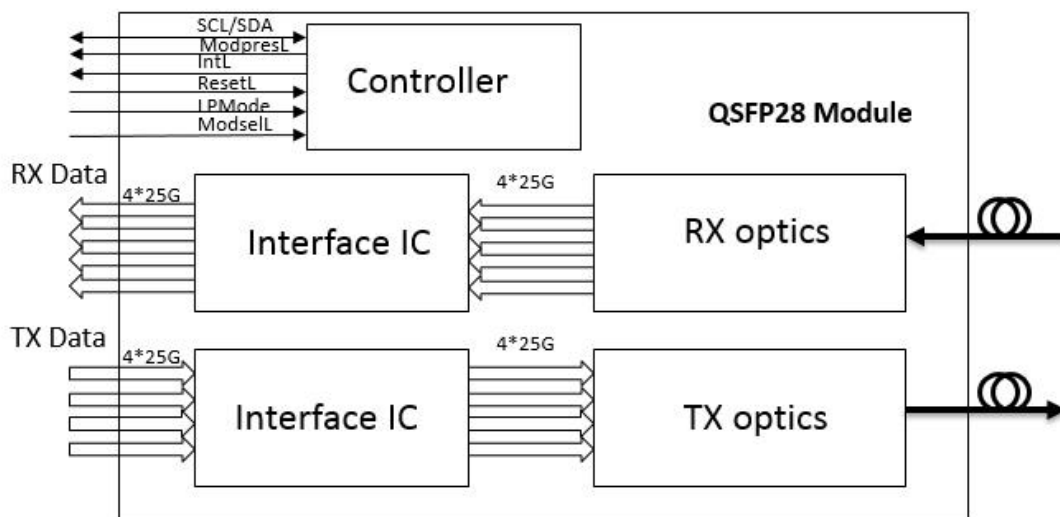 SCL/SDA
ModpresL
IntL
ResetL
LPMode
ModselL
Controller
QSFP28 Module
RX Data
4*25G
Interface IC
4*25G
RX optics
TX Data
4*25G
Interface IC
4*25G
TX optics